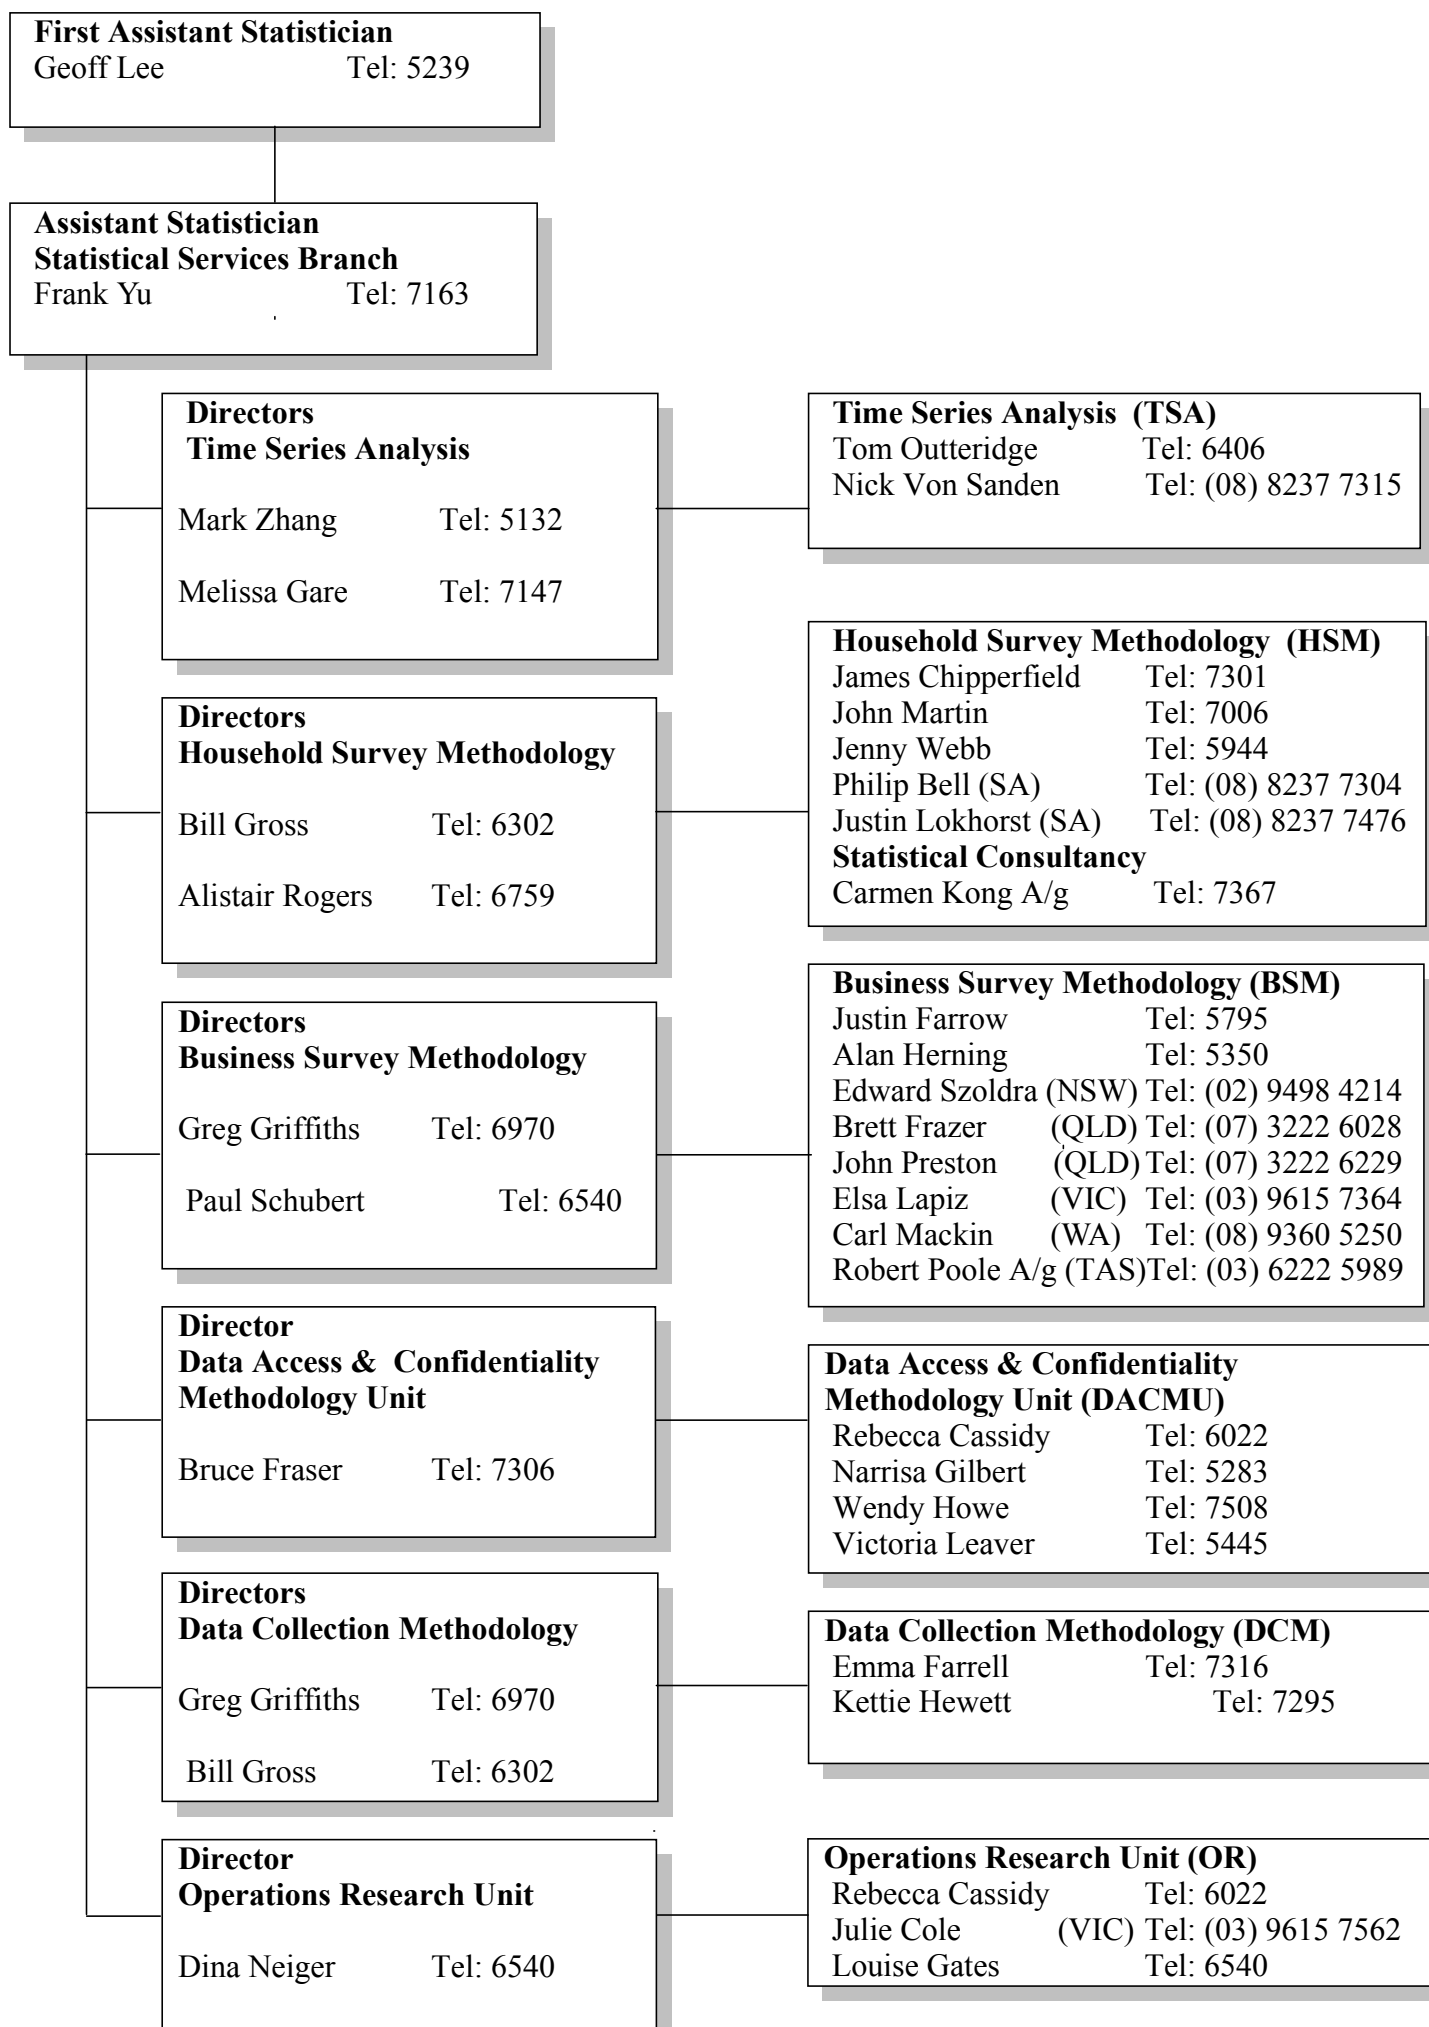 First Assistant Statistician
Geoff Lee Tel: 5239
Assistant Statistician
Statistical Services Branch
Frank Yu Tel: 7163
Directors
Time Series Analysis
Mark Zhang Tel: 5132
Melissa Gare Tel: 7147
Time Series Analysis (TSA)
Tom Outteridge Tel: 6406
Nick Von Sanden Tel: (08) 8237 7315
Directors
Household Survey Methodology
Bill Gross Tel: 6302
Alistair Rogers Tel: 6759
Household Survey Methodology (HSM)
James Chipperfield Tel: 7301
John Martin Tel: 7006
Jenny Webb Tel: 5944
Philip Bell (SA) Tel: (08) 8237 7304
Justin Lokhorst (SA) Tel: (08) 8237 7476
Statistical Consultancy
Carmen Kong A/g Tel: 7367
Directors
Business Survey Methodology
Greg Griffiths Tel: 6970
Paul Schubert Tel: 6540
Business Survey Methodology (BSM)
Justin Farrow Tel: 5795
Alan Herning Tel: 5350
Edward Szoldra (NSW) Tel: (02) 9498 4214
Brett Frazer (QLD) Tel: (07) 3222 6028
John Preston (QLD) Tel: (07) 3222 6229
Elsa Lapiz (VIC) Tel: (03) 9615 7364
Carl Mackin (WA) Tel: (08) 9360 5250
Robert Poole A/g (TAS)Tel: (03) 6222 5989
Director
Data Access & Confidentiality
Methodology Unit
Bruce Fraser Tel: 7306
Data Access & Confidentiality
Methodology Unit (DACMU)
Rebecca Cassidy Tel: 6022
Narrisa Gilbert Tel: 5283
Wendy Howe Tel: 7508
Victoria Leaver Tel: 5445
Directors
Data Collection Methodology
Greg Griffiths Tel: 6970
Bill Gross Tel: 6302
Data Collection Methodology (DCM)
Emma Farrell Tel: 7316
Kettie Hewett Tel: 7295
Director
Operations Research Unit
Dina Neiger Tel: 6540
Operations Research Unit (OR)
Rebecca Cassidy Tel: 6022
Julie Cole (VIC) Tel: (03) 9615 7562
Louise Gates Tel: 6540